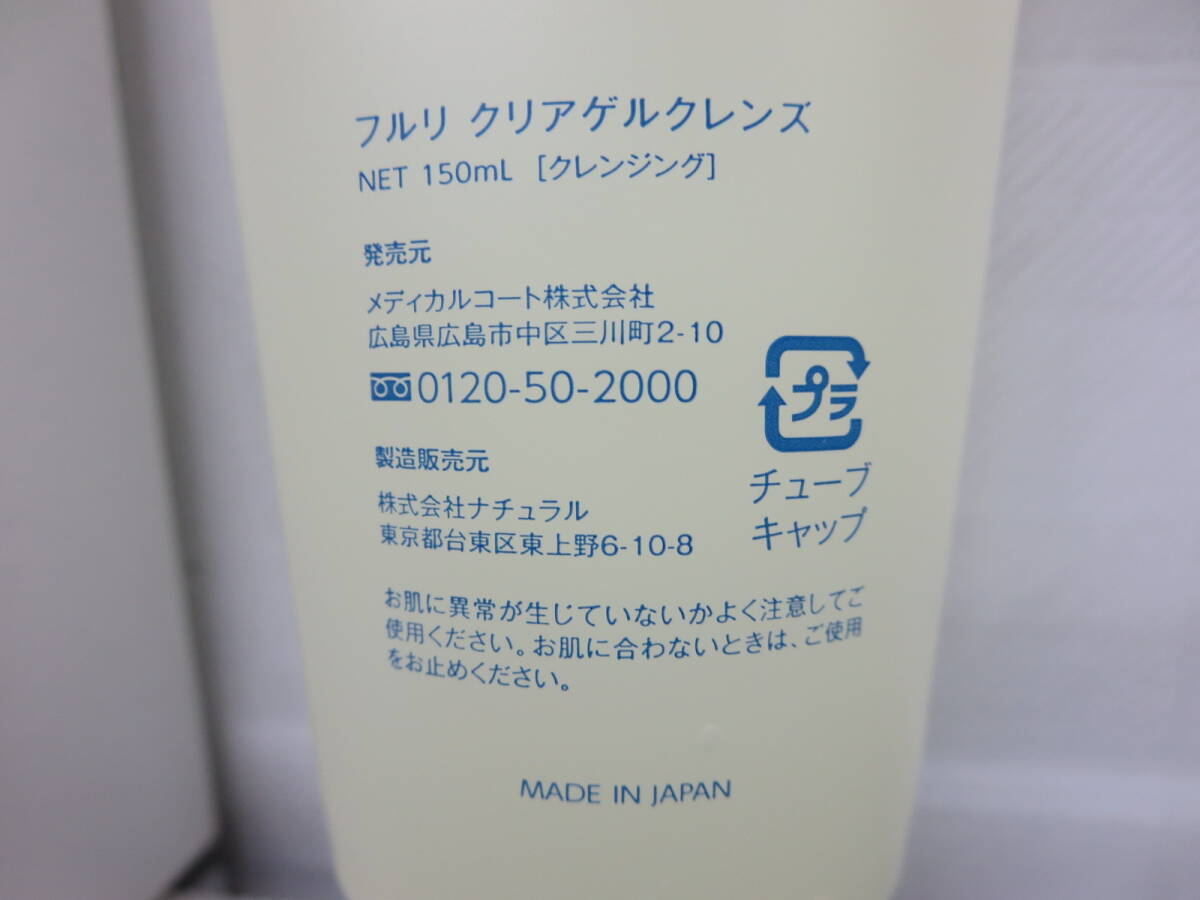 フルリ クリアゲルクレンズ
NET 150mL [クレンジング]
発売元
メディカルコート株式会社
広島県広島市中区三川町2-10
0120-50-2000
プラ
チューブ
キャップ
製造販売元
株式会社ナチュラル
東京都台東区東上野6-10-8
お肌に異常が生じていないかよく注意してご
使用ください。お肌に合わないときは、ご使用
をお止めください。
MADE IN JAPAN